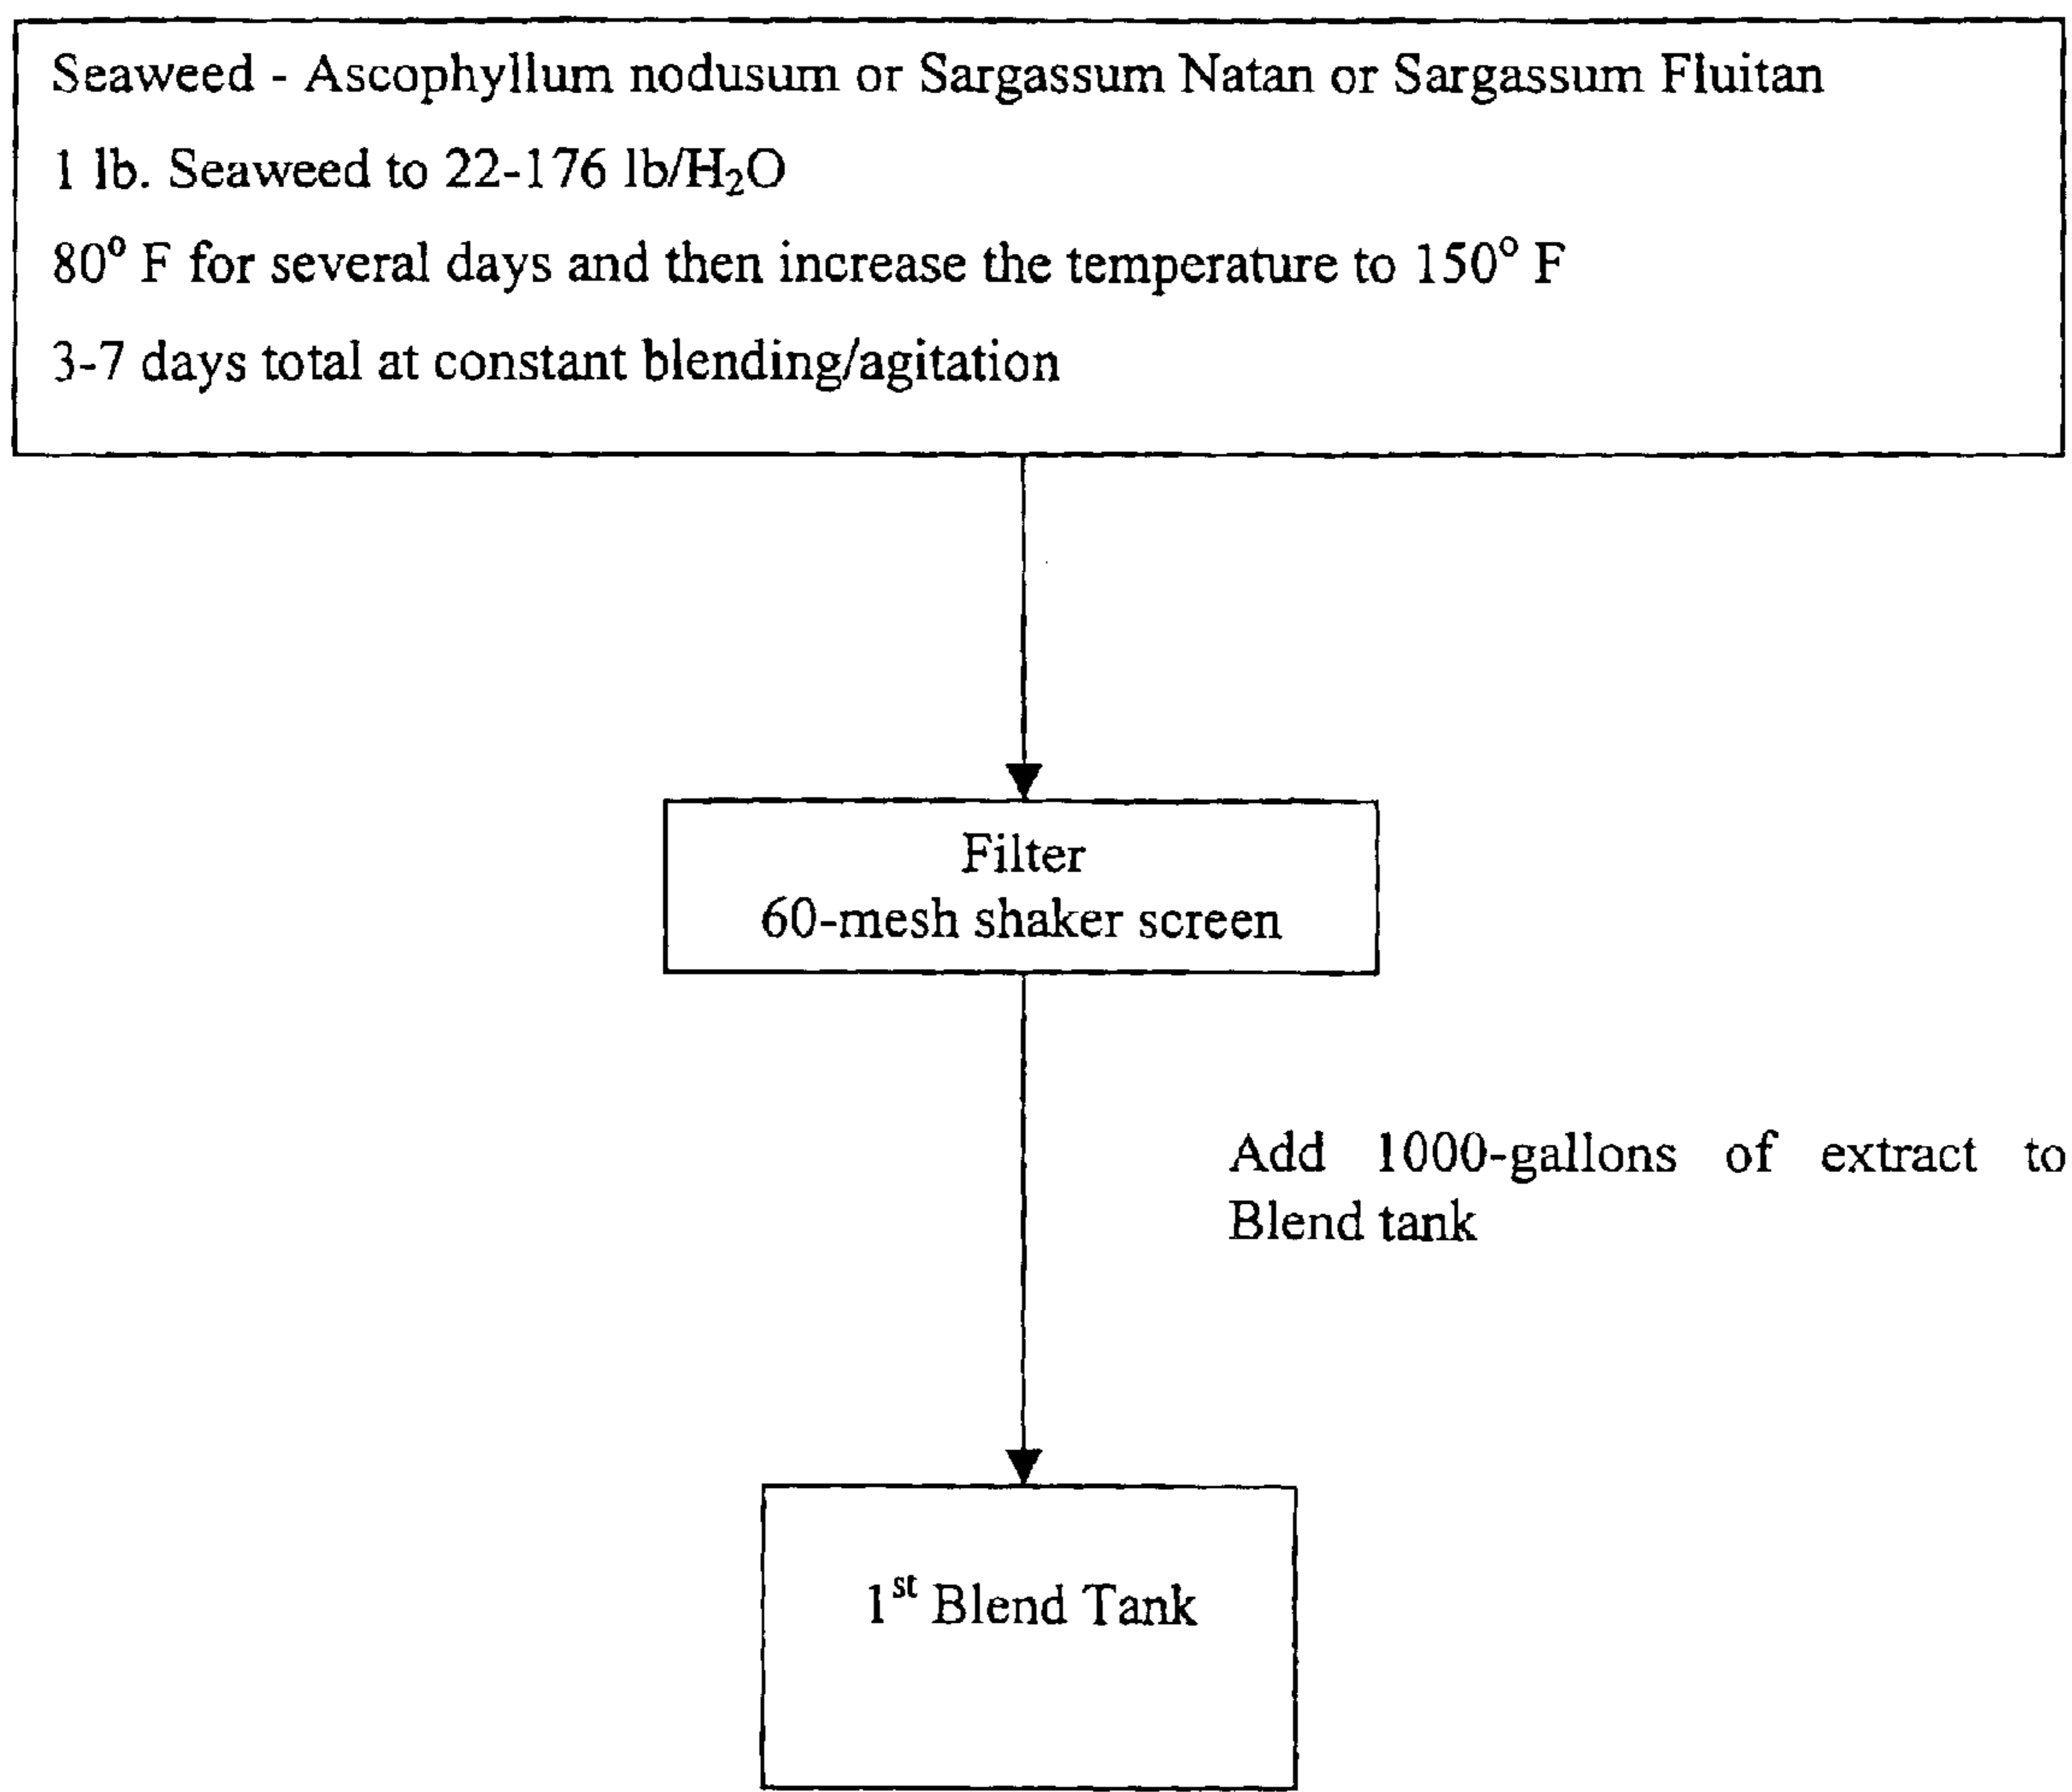 Seaweed - Ascophyllum nodusum or Sargassum Natan or Sargassum Fluitan
1 lb. Seaweed to 22-176 lb/H₂O
80° F for several days and then increase the temperature to 150° F
3-7 days total at constant blending/agitation
Filter
60-mesh shaker screen
Add 1000-gallons of extract to
Blend tank
1st Blend Tank